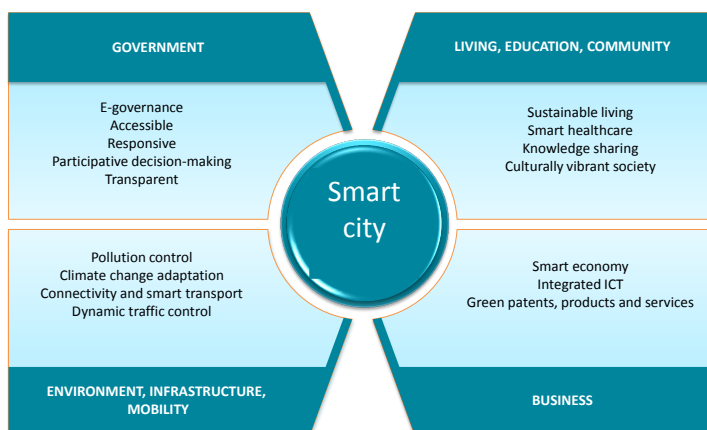 GOVERNMENT
E-governance
Accessible
Responsive
Participative decision-making
Transparent
LIVING, EDUCATION, COMMUNITY
Sustainable living
Smart healthcare
Knowledge sharing
Culturally vibrant society
Smart
city
Pollution control
Climate change adaptation
Connectivity and smart transport
Dynamic traffic control
ENVIRONMENT, INFRASTRUCTURE,
MOBILITY
Smart economy
Integrated ICT
Green patents, products and services
BUSINESS